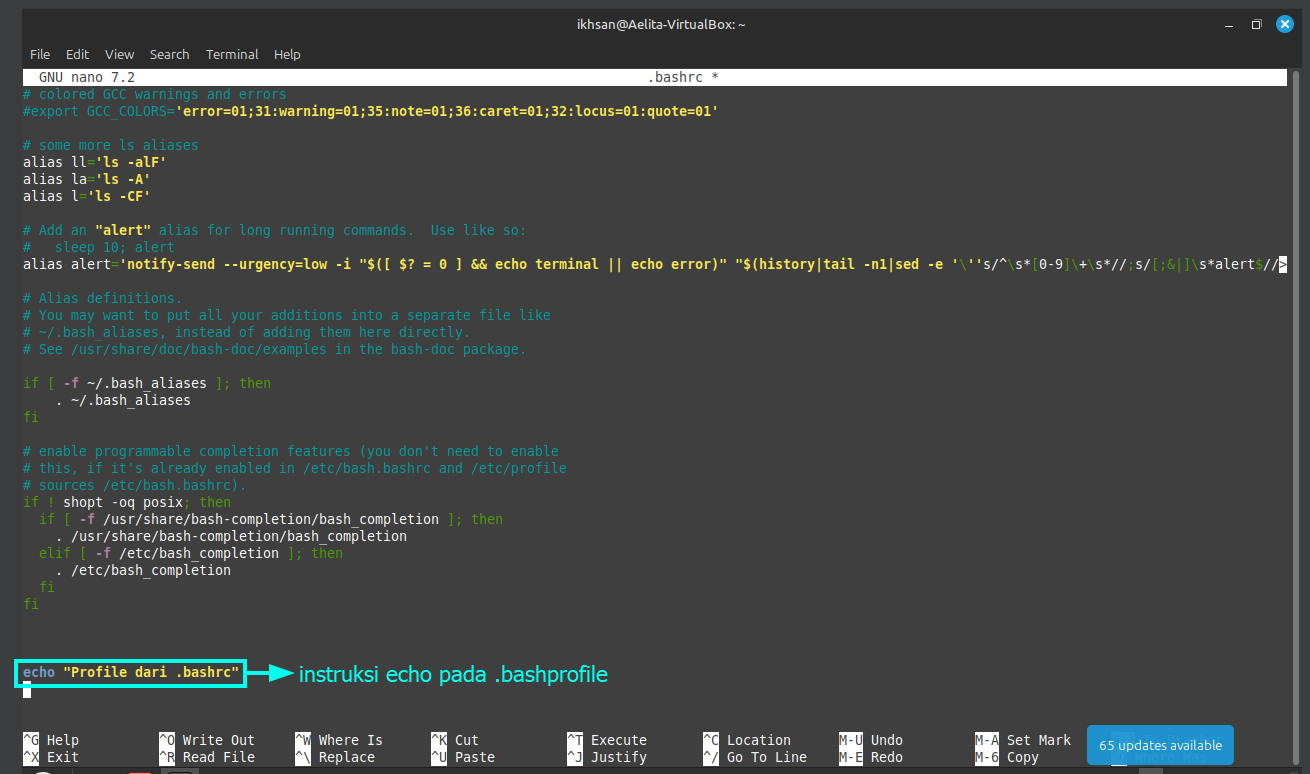 ikhsan@Aelita-VirtualBox: ~
File Edit View Search Terminal Help
GNU nano 7.2 .bashrc *
# colored GCC warnings and errors
#export GCC_COLORS='error=01;31:warning=01;35:note=01;36:caret=01;32:locus=01:quote=01'
# some more ls aliases
alias ll='ls -alF'
alias la='ls -A'
alias l='ls -CF'
# Add an "alert" alias for long running commands.  Use like so:
#   sleep 10; alert
alias alert='notify-send --urgency=low -i "$([ $? = 0 ] && echo terminal || echo error)" "$(history|tail -n1|sed -e '\''s/^\s*[0-9]\+\s*//;s/[;&|]\s*alert$//>
# Alias definitions.
# You may want to put all your additions into a separate file like
# ~/.bash_aliases, instead of adding them here directly.
# See /usr/share/doc/bash-doc/examples in the bash-doc package.
if [ -f ~/.bash_aliases ]; then
    . ~/.bash_aliases
fi
# enable programmable completion features (you don't need to enable
# this, if it's already enabled in /etc/bash.bashrc and /etc/profile
# sources /etc/bash.bashrc).
if ! shopt -oq posix; then
  if [ -f /usr/share/bash-completion/bash_completion ]; then
    . /usr/share/bash-completion/bash_completion
  elif [ -f /etc/bash_completion ]; then
    . /etc/bash_completion
  fi
fi
echo "Profile dari .bashrc" instruksi echo pada .bashprofile
^G Help ^O Write Out ^W Where Is ^K Cut ^T Execute ^C Location M-U Undo M-A Set Mark
^X Exit ^R Read File ^\ Replace ^U Paste ^J Justify ^/ Go To Line M-E Redo M-6 Copy
65 updates available